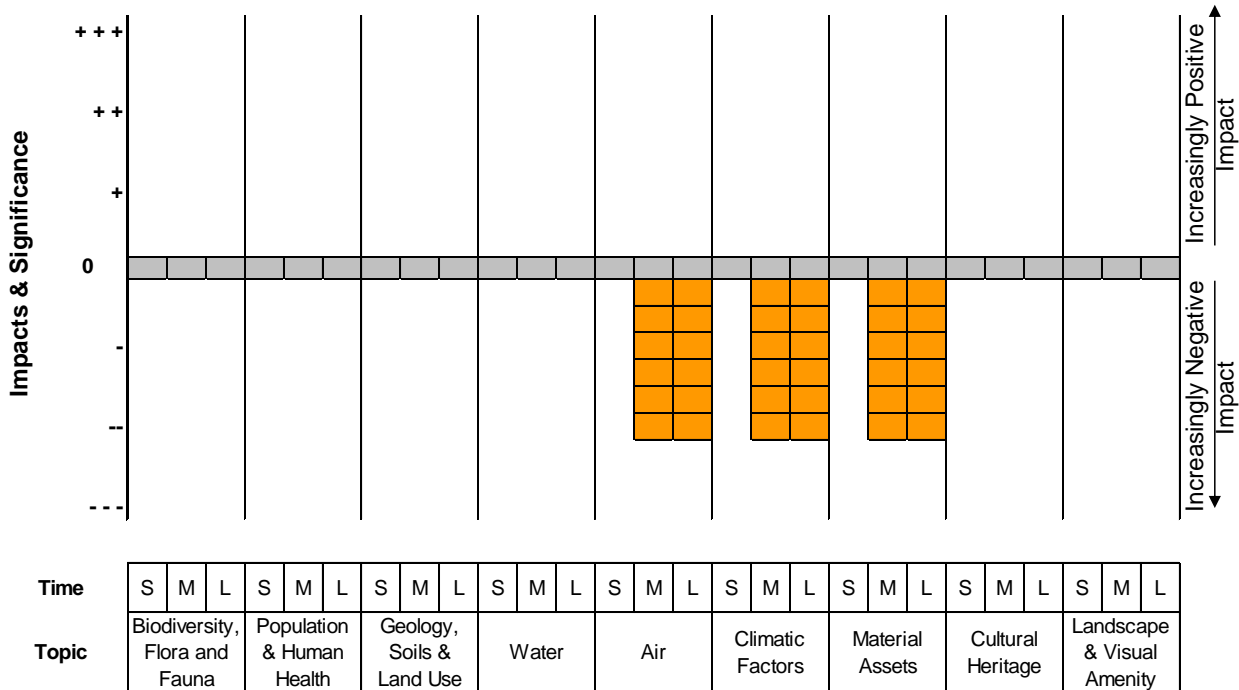 Impacts & Significance
+ + +
+ +
+
0
-
--
- - -
Increasingly Positive
Impact
Increasingly Negative
Impact
Time S M L S M L S M L S M L S M L S M L S M L S M L S M L
Topic
Biodiversity,
Flora and
Fauna
Population
& Human
Health
Geology,
Soils &
Land Use
Water
Air
Climatic
Factors
Material
Assets
Cultural
Heritage
Landscape
& Visual
Amenity